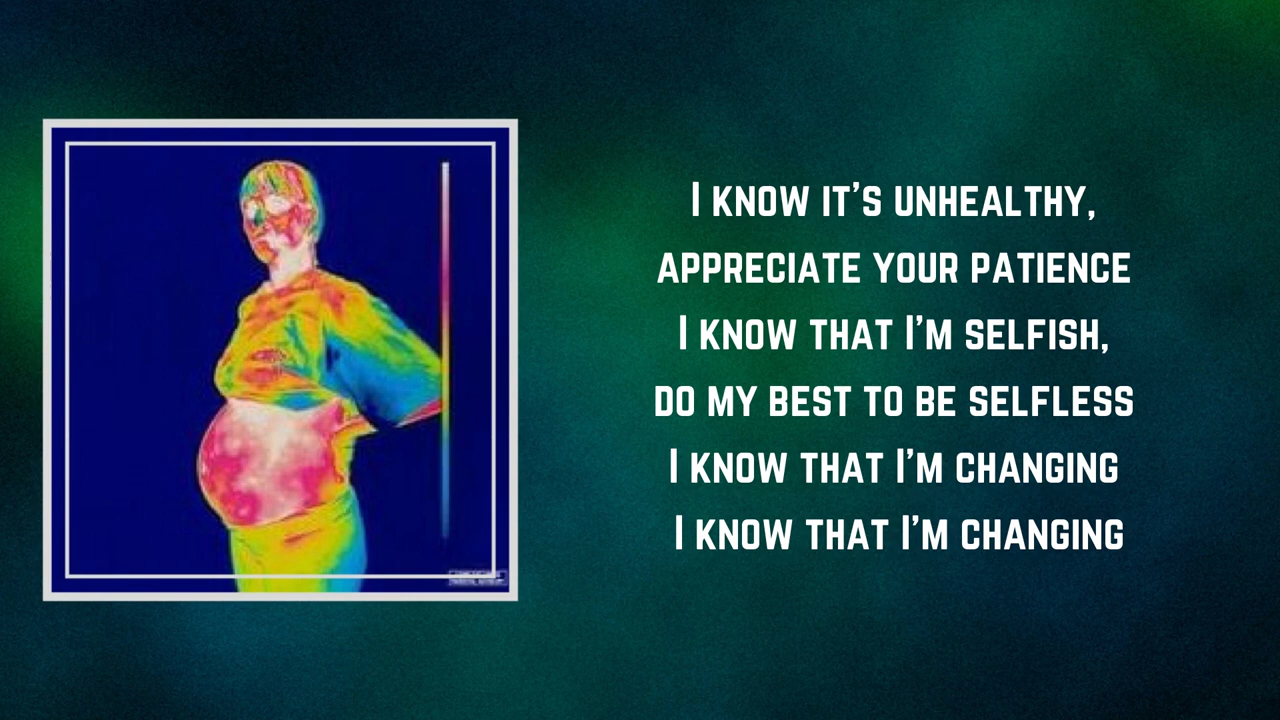 I KNOW IT'S UNHEALTHY,
APPRECIATE YOUR PATIENCE
I KNOW THAT I'M SELFISH,
DO MY BEST TO BE SELFLESS
I KNOW THAT I'M CHANGING
I KNOW THAT I'M CHANGING